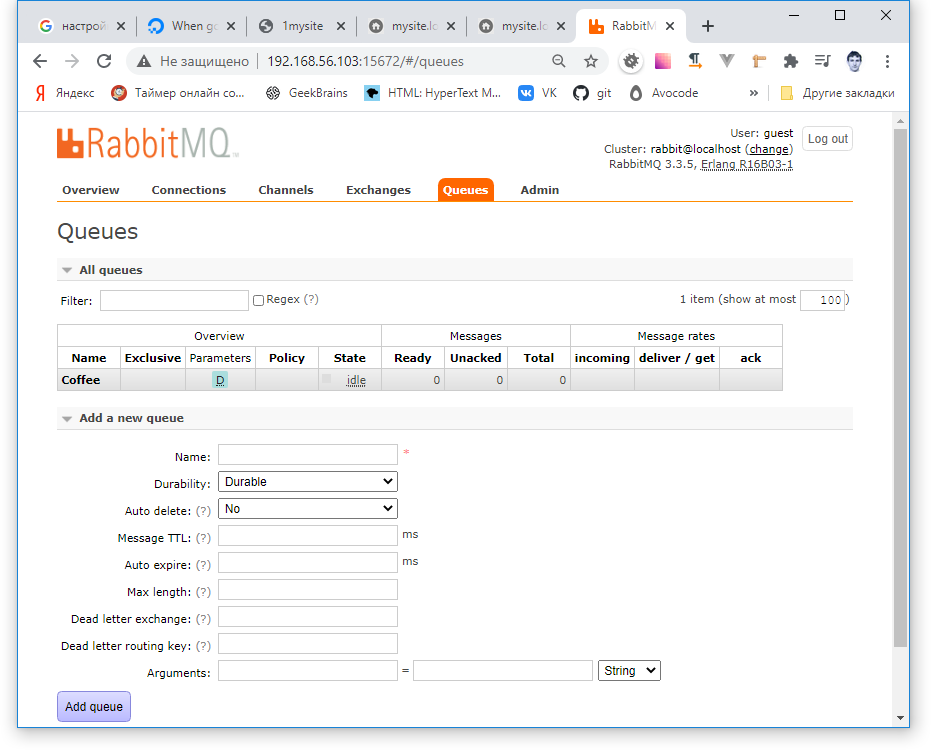 настрой
When go
1mysite
mysite.lo
mysite.lo
RabbitM
Не защищено 192.168.56.103:15672/#/queues
Яндекс Таймер онлайн со... GeekBrains HTML: HyperText M... VK git Avocode » Другие закладки
RabbitMQ
TM
User: guest
Cluster: rabbit@localhost (change)
RabbitMQ 3.3.5, Erlang R16B03-1
Log out
Overview Connections Channels Exchanges Queues Admin
Queues
All queues
Filter: Regex (?) 1 item (show at most 100 )
Overview Messages Message rates
Name Exclusive Parameters Policy State Ready Unacked Total incoming deliver / get ack
Coffee D idle 0 0 0
Add a new queue
Name: *
Durability: Durable
Auto delete: (?) No
Message TTL: (?) ms
Auto expire: (?) ms
Max length: (?)
Dead letter exchange: (?)
Dead letter routing key: (?)
Arguments: = String
Add queue